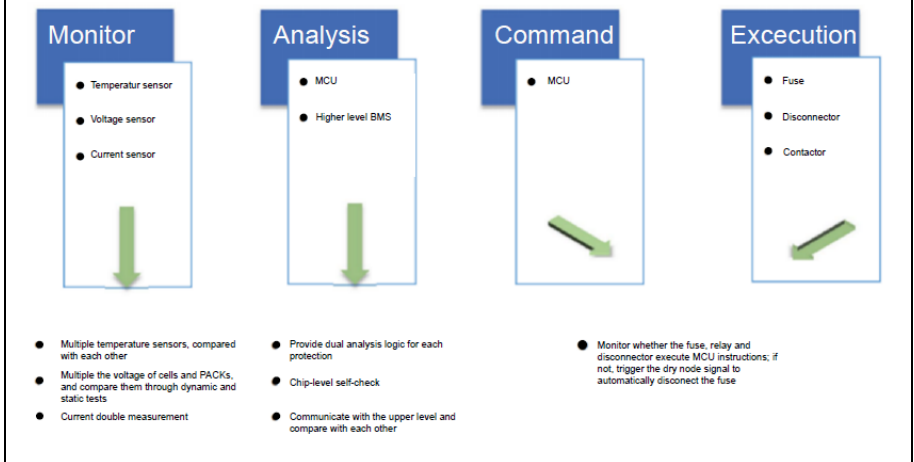 Monitor
Temperatur sensor
Voltage sensor
Current sensor
Analysis
MCU
Higher level BMS
Command
MCU
Excecution
Fuse
Disconnector
Contactor
Multiple temperature sensors, compared
with each other
Multiple the voltage of cells and PACKs,
and compare them through dynamic and
static tests
Current double measurement
Provide dual analysis logic for each
protection
Chip-level self-check
Communicate with the upper level and
compare with each other
Monitor whether the fuse, relay and
disconnector execute MCU instructions; if
not, trigger the dry node signal to
automatically disconect the fuse